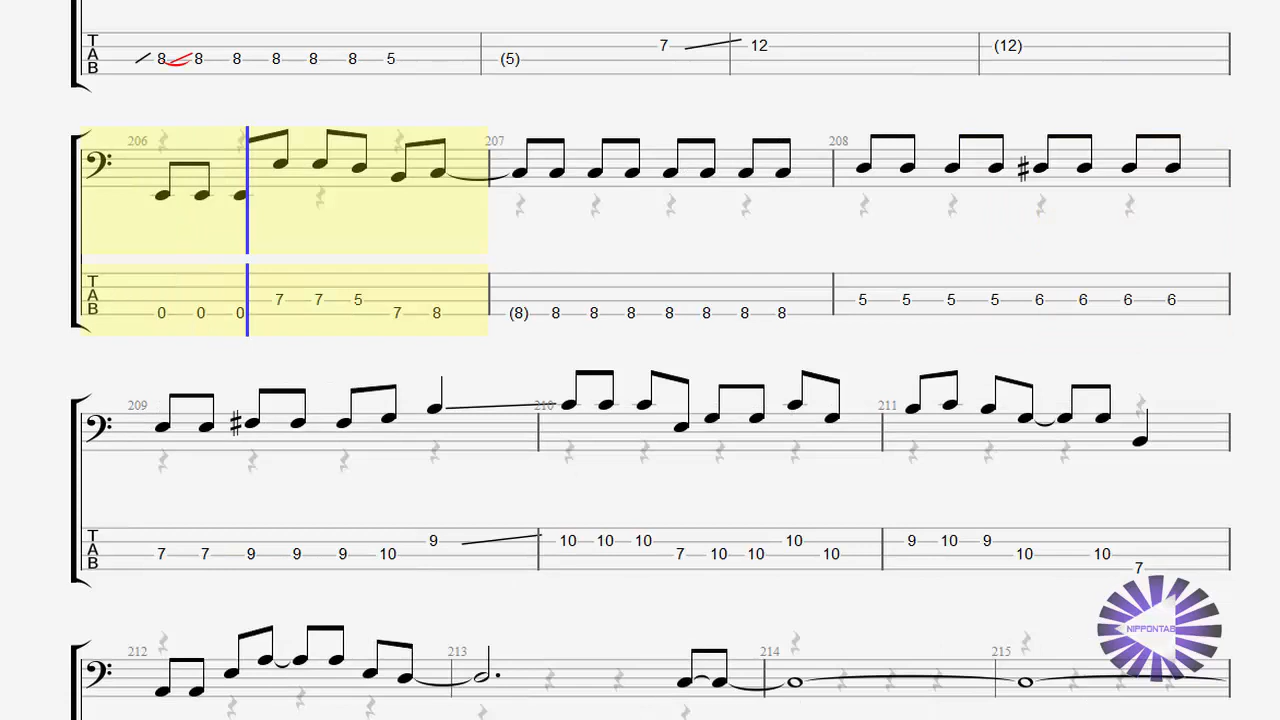 T A B 8 8 8 8 8 8 5 (5) 7 12 (12)
206 207 208
T A B 0 0 0 7 7 5 7 8 (8) 8 8 8 8 8 8 8 5 5 5 5 6 6 6 6
209 210 211
T A B 7 7 9 9 9 10 9 10 10 10 7 10 10 10 10 9 10 9 10 10 7
NIPPONTAB
212 213 214 215